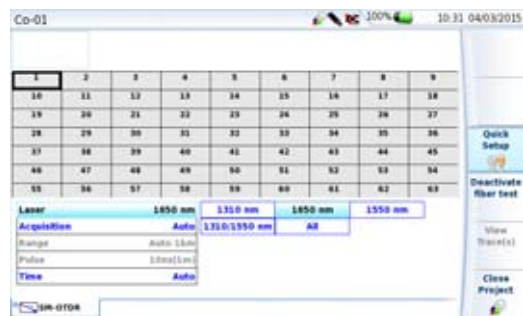 Co-01
100%
10:31 04/03/2015
1 2 3 4 5 6 7 8 9
10 11 12 13 14 15 16 17 18
19 20 21 22 23 24 25 26 27
28 29 30 31 32 33 34 35 36
37 38 39 40 41 42 43 44 45
46 47 48 49 50 51 52 53 54
55 56 57 58 59 60 61 62 63
Laser 1650 nm 1310 nm 1650 nm 1550 nm
Acquisition Auto 1310/1550 nm All
Range Auto 1km
Pulse 10ns(1m)
Time Auto
SM-OTDR
Quick
Setup
Deactivate
fiber test
View
Trace(s)
Close
Project